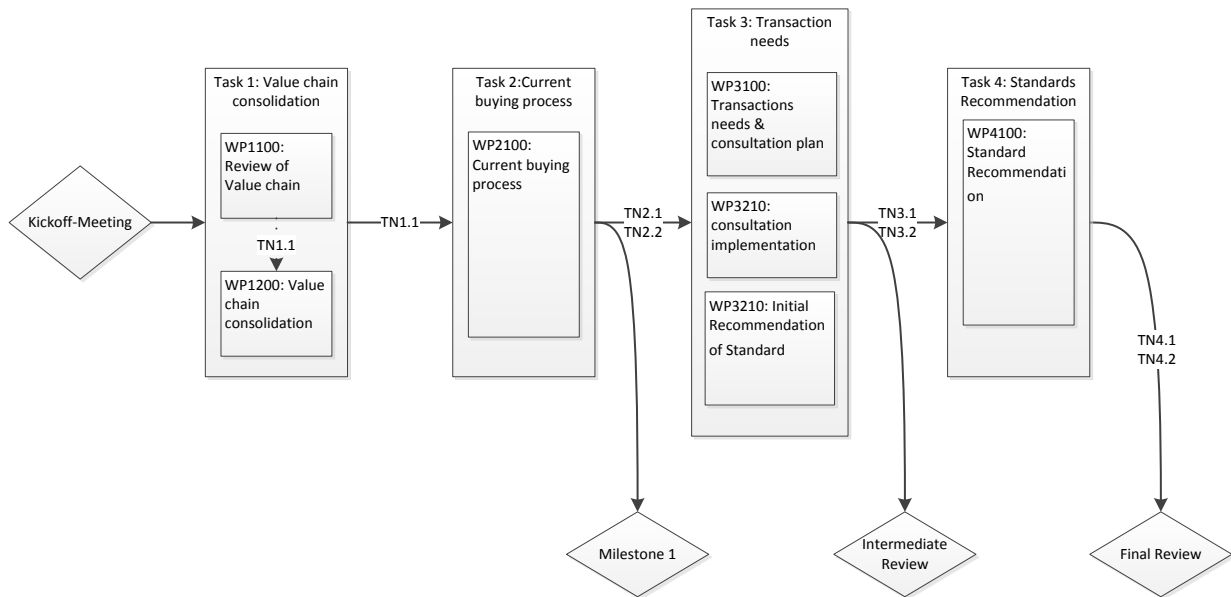 Kickoff-Meeting
Task 1: Value chain
consolidation
WP1100:
Review of
Value chain
TN1.1
WP1200: Value
chain
consolidation
TN1.1
Task 2:Current
buying process
WP2100:
Current buying
process
TN2.1
TN2.2
Milestone 1
Task 3: Transaction
needs
WP3100:
Transactions
needs &
consultation plan
WP3210:
consultation
implementation
WP3210: Initial
Recommendation
of Standard
TN3.1
TN3.2
Intermediate
Review
Task 4: Standards
Recommendation
WP4100:
Standard
Recommendati
on
TN4.1
TN4.2
Final Review